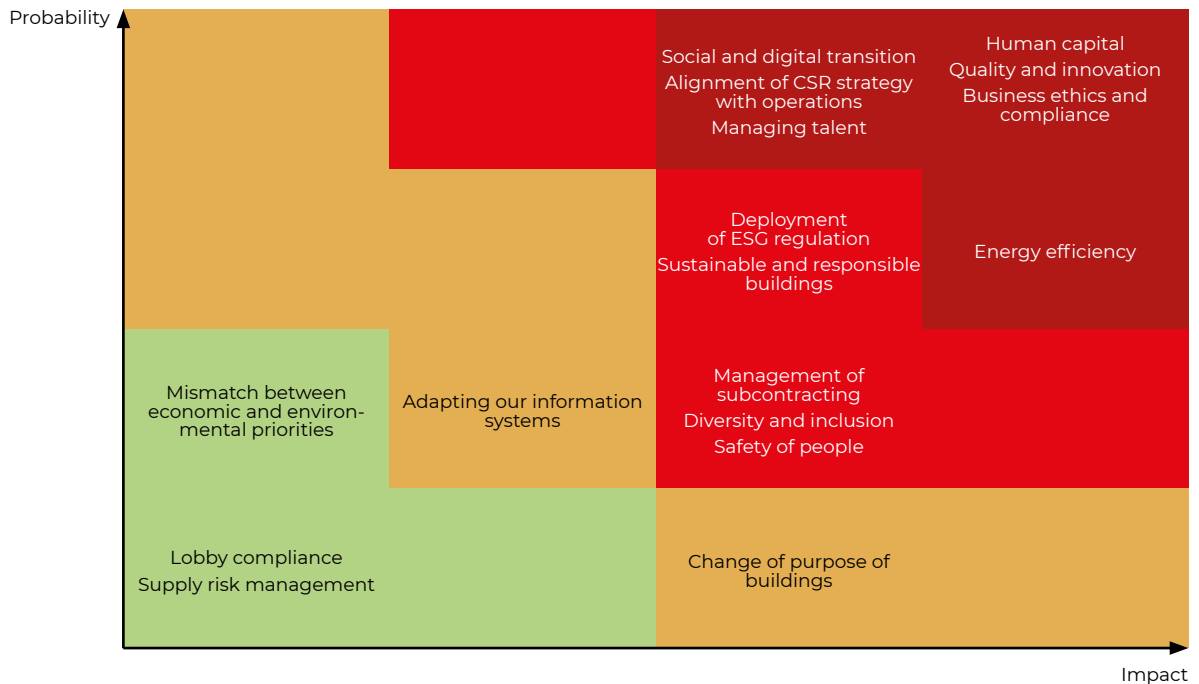 Probability
Social and digital transition
Alignment of CSR strategy
with operations
Managing talent
Human capital
Quality and innovation
Business ethics and
compliance
Deployment
of ESG regulation
Sustainable and responsible
buildings
Energy efficiency
Mismatch between
economic and environ-
mental priorities
Adapting our information
systems
Management of
subcontracting
Diversity and inclusion
Safety of people
Lobby compliance
Supply risk management
Change of purpose of
buildings
Impact